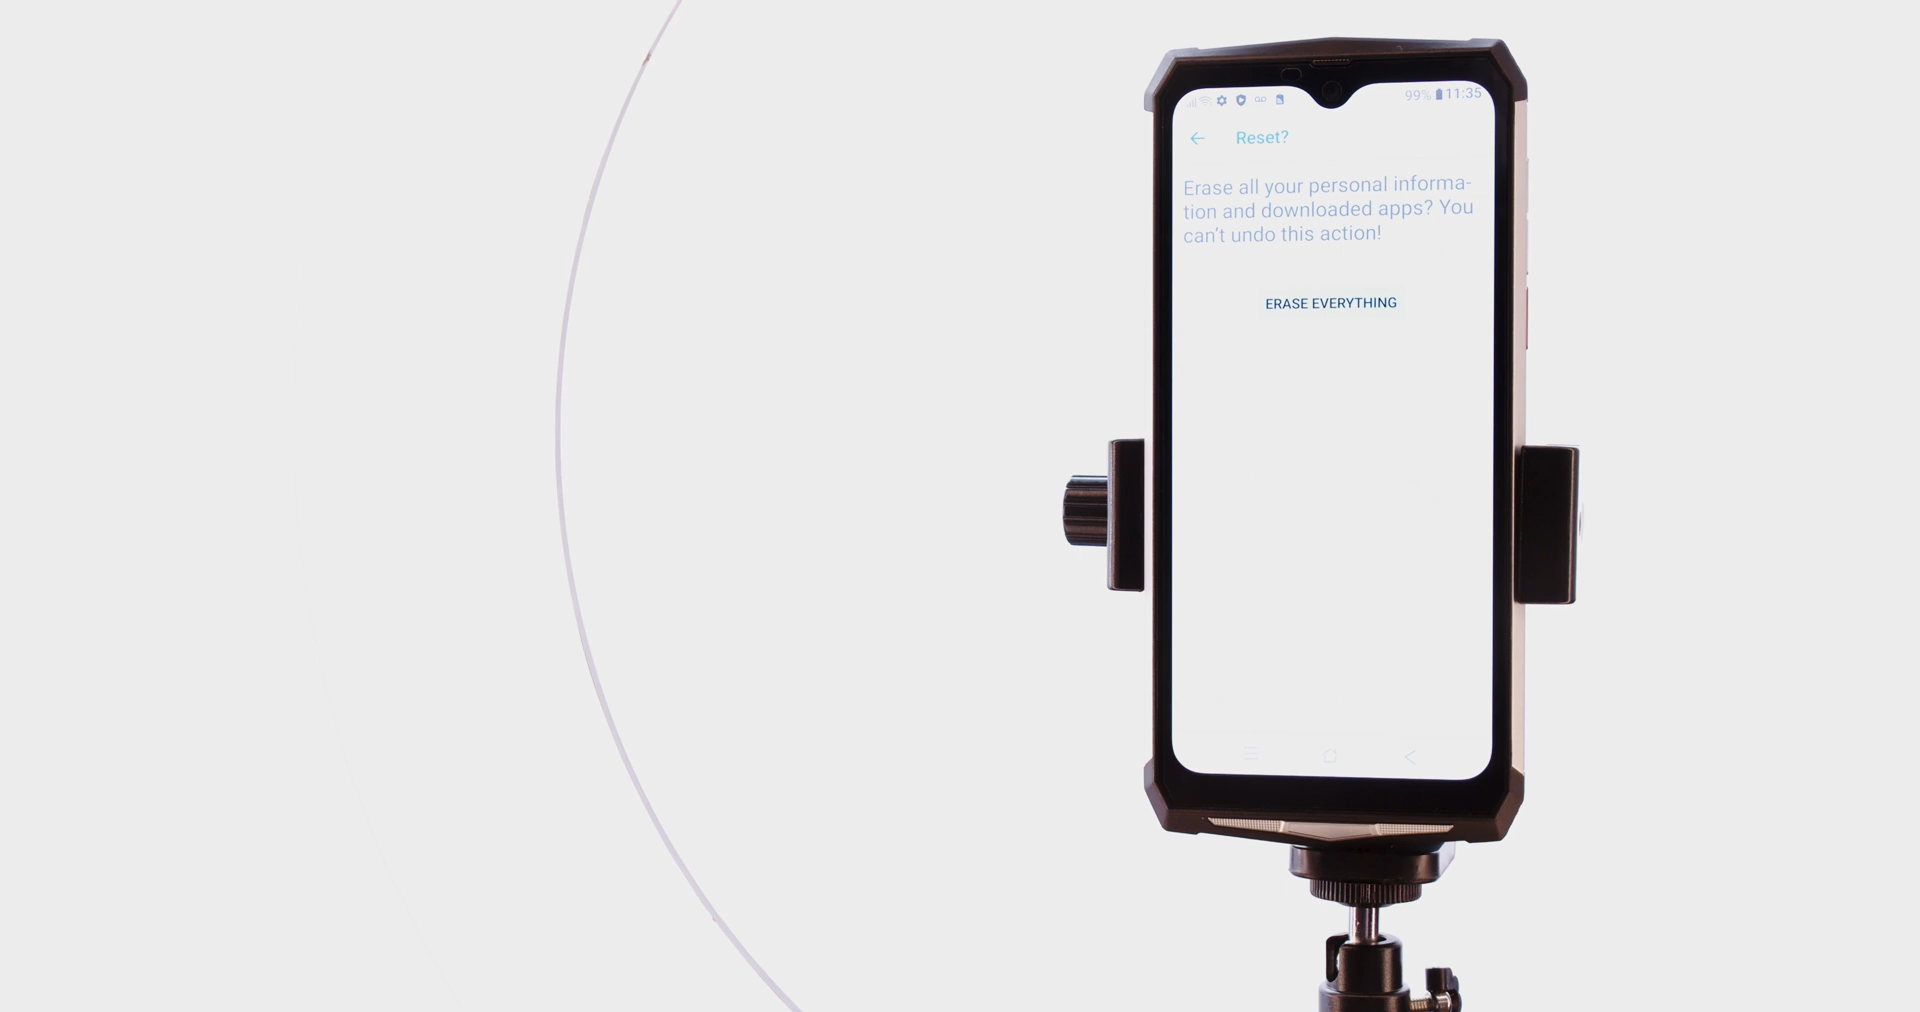 99% 11:35
Reset?
Erase all your personal informa-
tion and downloaded apps? You
can't undo this action!
ERASE EVERYTHING